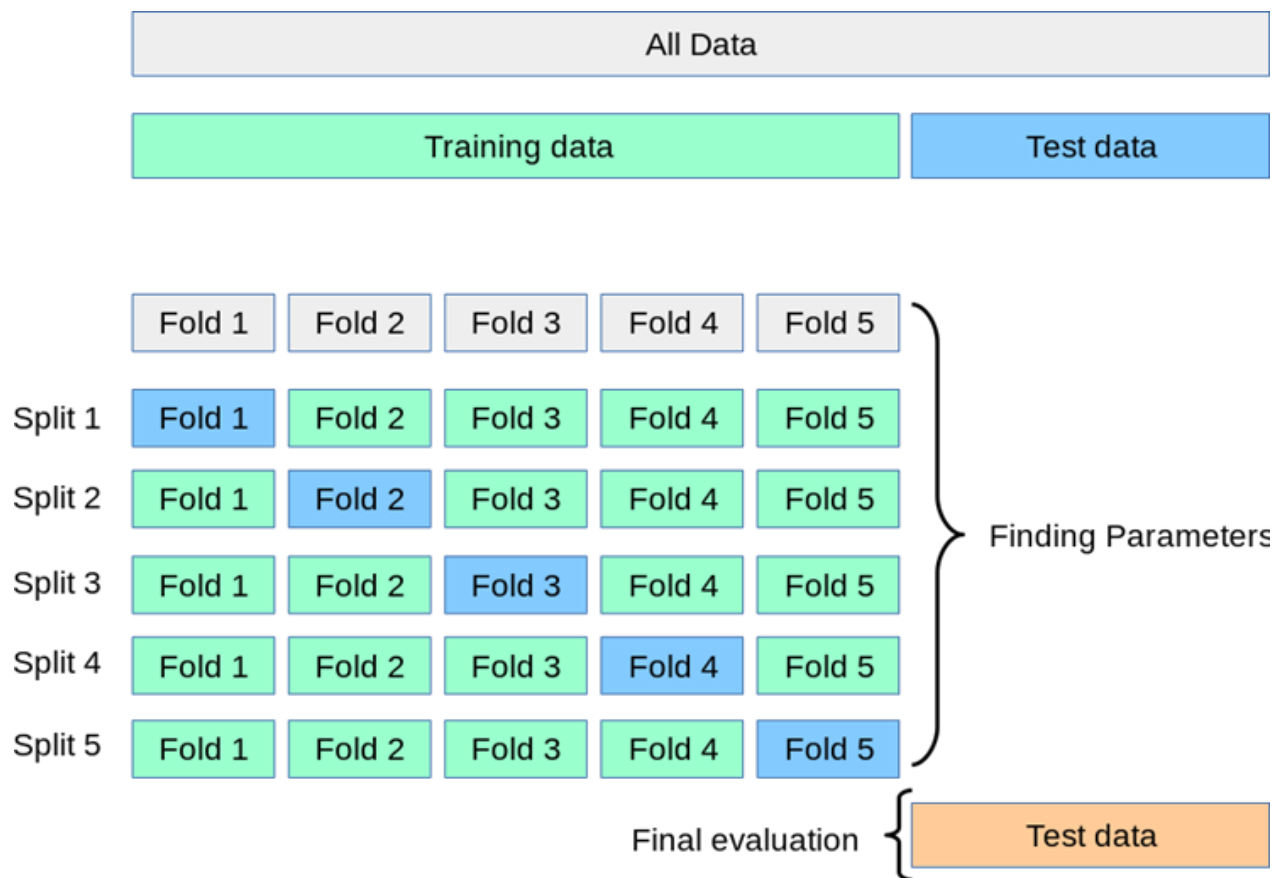 All Data
Training data Test data
Fold 1 Fold 2 Fold 3 Fold 4 Fold 5
Split 1 Fold 1 Fold 2 Fold 3 Fold 4 Fold 5
Split 2 Fold 1 Fold 2 Fold 3 Fold 4 Fold 5
Finding Parameters
Split 3 Fold 1 Fold 2 Fold 3 Fold 4 Fold 5
Split 4 Fold 1 Fold 2 Fold 3 Fold 4 Fold 5
Split 5 Fold 1 Fold 2 Fold 3 Fold 4 Fold 5
Final evaluation Test data